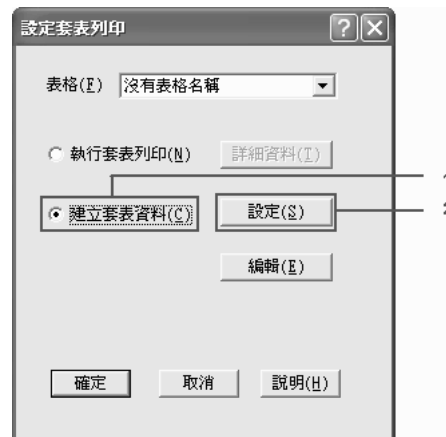 設定套表列印
表格(F) 沒有表格名稱
執行套表列印(N) 詳細資料(T)
1
建立套表資料(C) 設定(S)
2
編輯(E)
確定 取消 說明(H)